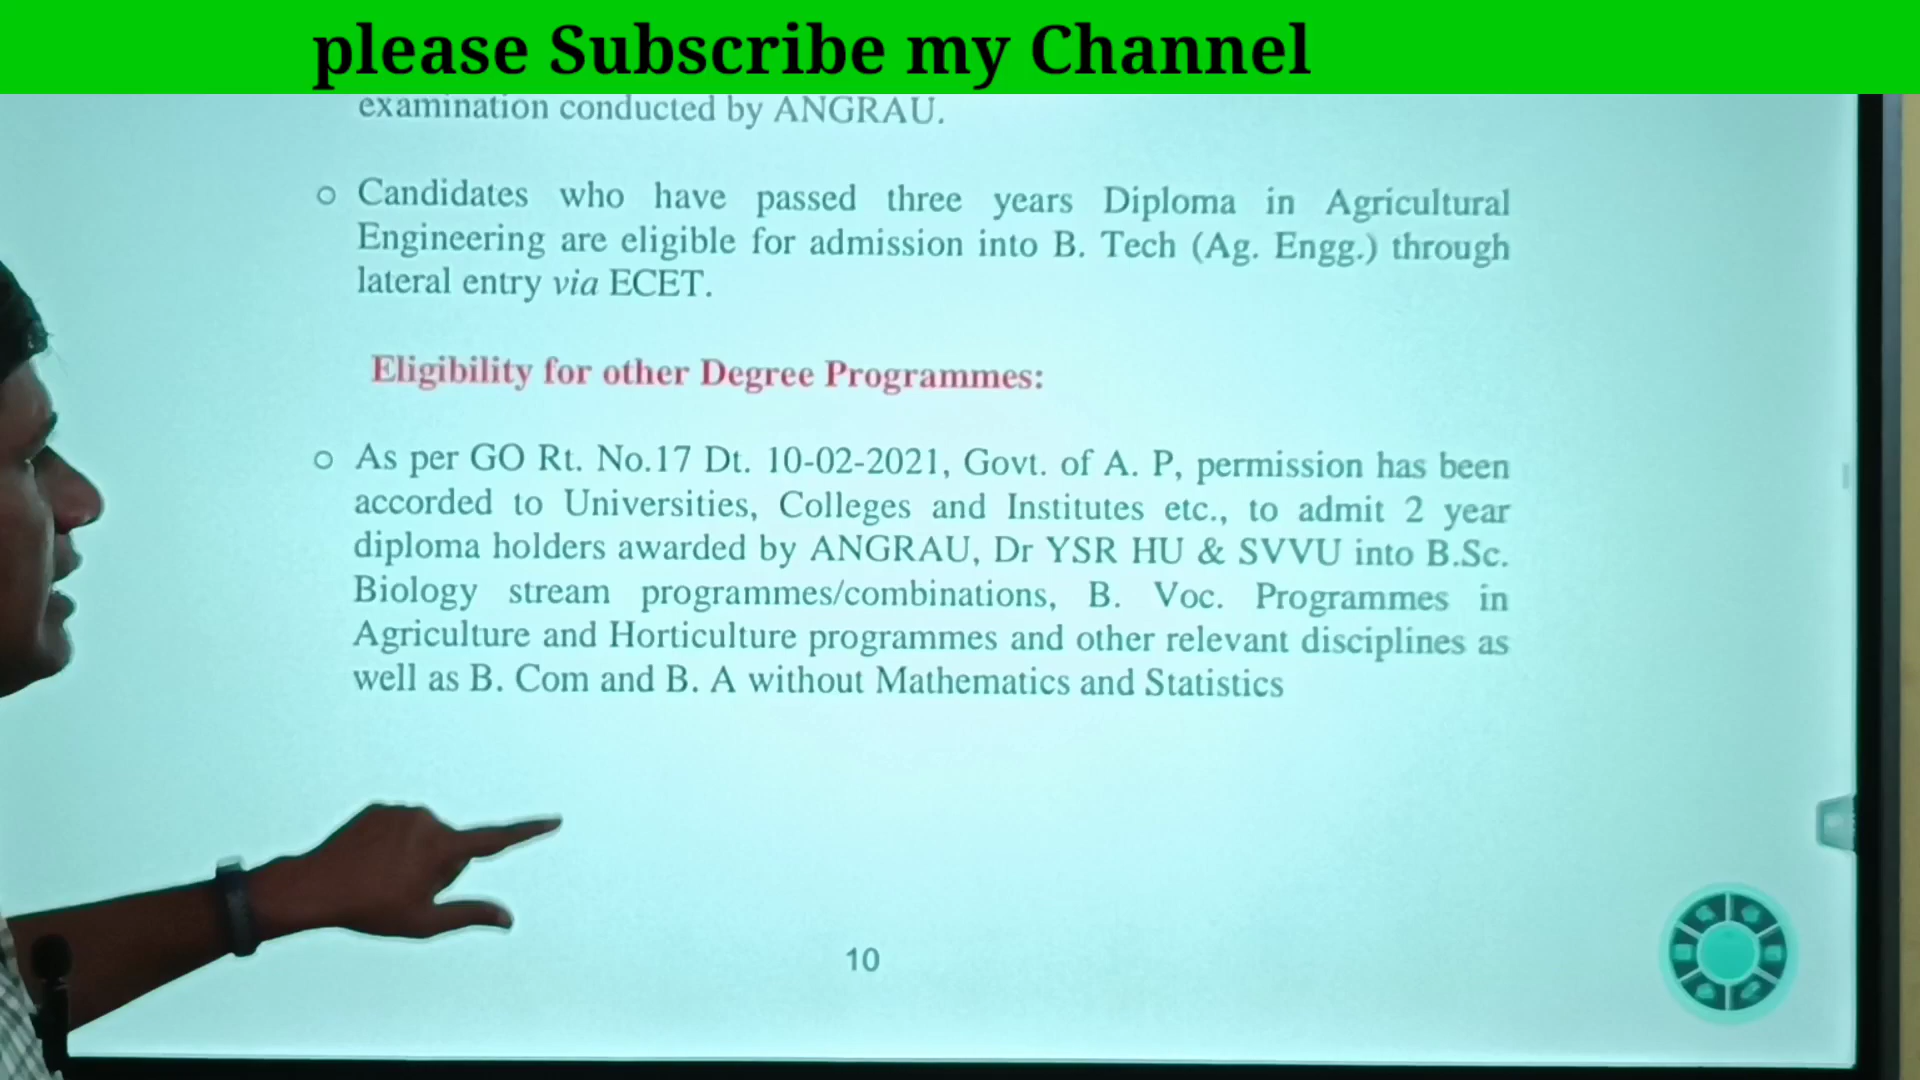 please Subscribe my Channel
examination conducted by ANGRAU.
o Candidates who have passed three years Diploma in Agricultural
Engineering are eligible for admission into B. Tech (Ag. Engg.) through
lateral entry via ECET.
Eligibility for other Degree Programmes:
o As per GO Rt. No.17 Dt. 10-02-2021, Govt. of A. P, permission has been
accorded to Universities, Colleges and Institutes etc., to admit 2 year
diploma holders awarded by ANGRAU, Dr YSR HU & SVVU into B.Sc.
Biology stream programmes/combinations, B. Voc. Programmes in
Agriculture and Horticulture programmes and other relevant disciplines as
well as B. Com and B. A without Mathematics and Statistics
10